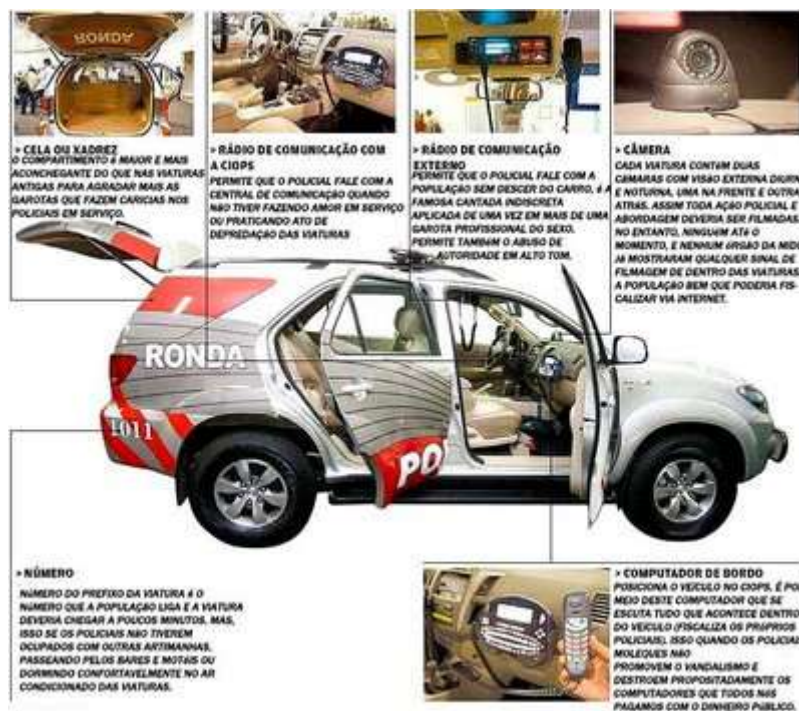 RONDA
> CELA OU XADREZ
O COMPARTIMENTO é MAIOR E MAIS
ACONCHEGANTE DO QUE NAS VIATURAS
ANTIGAS PARA AGRADAR MAIS AS
GAROTAS QUE FAZEM CARICIAS NOS
POLICIAIS EM SERVIÇO.
> RÁDIO DE COMUNICAÇÃO COM
A CIOPS
PERMITE QUE O POLICIAL FALE COM A
CENTRAL DE COMUNICAÇÃO QUANDO
NãO TIVER FAZENDO AMOR EM SERVIÇO
OU PRATICANDO ATO DE
DEPREDAÇÃO DAS VIATURAS
> RÁDIO DE COMUNICAÇÃO
EXTERNO
PERMITE QUE O POLICIAL FALE COM A
POPULAÇÃO SEM DESCER DO CARRO, é A
FAMOSA CANTADA INDISCRETA
APLICADA DE UMA VEZ EM MAIS DE UMA
GAROTA PROFISSIONAL DO SEXO.
PERMITE TAMBéM O ABUSO DE
AUTORIDADE EM ALTO TOM.
> CÂMERA
CADA VIATURA CONTéM DUAS
CâMARAS COM VISãO EXTERNA DIURN
E NOTURNA, UMA NA FRENTE E OUTRA
ATRáS. ASSIM TODA AÇãO POLICIAL E
ABORDAGEM DEVERIA SER FILMADAS.
NO ENTANTO, NINGUéM ATé O
MOMENTO, E NENHUM óRGãO DA MIDI
Já MOSTRARAM QUALQUER SINAL DE
FILMAGEM DE DENTRO DAS VIATURAS.
A POPULAÇãO BEM QUE PODERIA FIS-
CALIZAR VIA INTERNET.
RONDA
1011
PO
> NÚMERO
NúMERO DO PREFIXO DA VIATURA é O
NúMERO QUE A POPULAÇãO LIGA E A VIATURA
DEVERIA CHEGAR A POUCOS MINUTOS. MAS,
ISSO SE OS POLICIAIS NãO TIVEREM
OCUPADOS COM OUTRAS ARTIMANHAS,
PASSEANDO PELOS BARES E MOTéIS OU
DORMINDO CONFORTAVELMENTE NO AR
CONDICIONADO DAS VIATURAS.
> COMPUTADOR DE BORDO
POSICIONA O VEíCULO NO CIOPS, É POR
MEIO DESTE COMPUTADOR QUE SE
ESCUTA TUDO QUE ACONTECE DENTRO
DO VEíCULO (FISCALIZA OS PRóPRIOS
POLICIAIS). ISSO QUANDO OS POLICIAI
MOLEQUES NãO
PROMOVEM O VANDALISMO E
DESTROEM PROPOSITADAMENTE OS
COMPUTADORES QUE TODOS NóS
PAGAMOS COM O DINHEIRO PúBLICO.